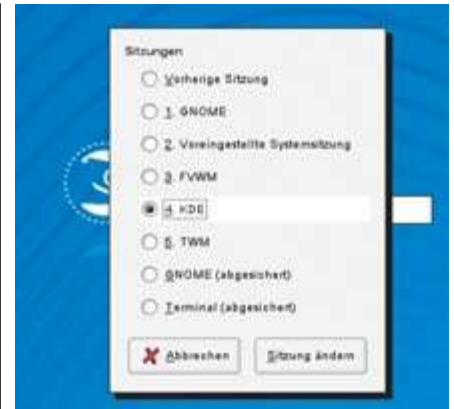 Sitzungen
Vorherige Sitzung
1. GNOME
2. Voreingestellte Systemsitzung
3. FVWM
4. KDE
5. TWM
GNOME (abgesichert)
Terminal (abgesichert)
Abbrechen
Sitzung ändern